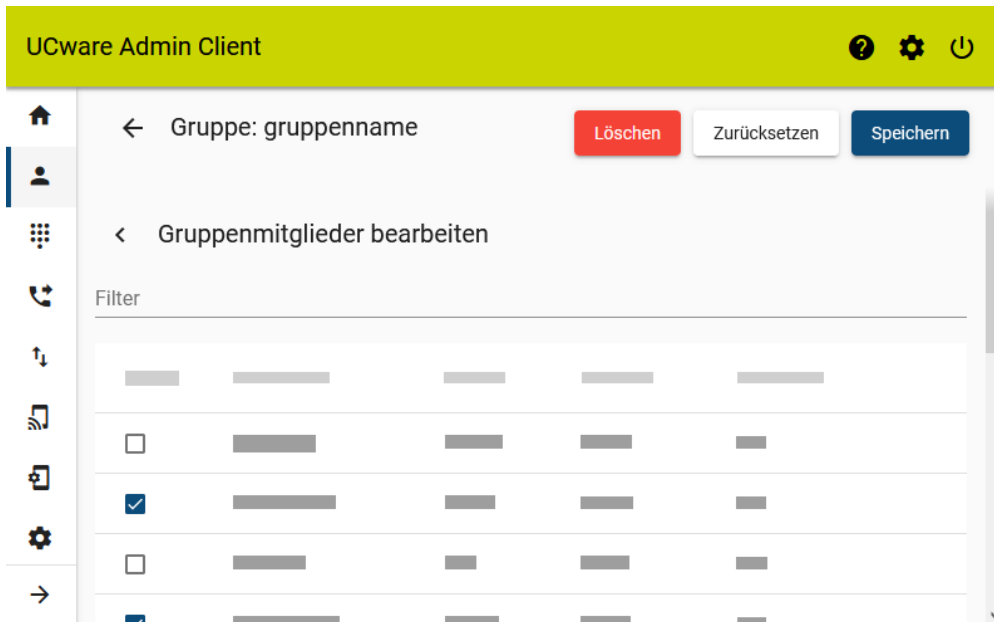 UCware Admin Client
Gruppe: gruppenname
Löschen
Zurücksetzen
Speichern
Gruppenmitglieder bearbeiten
Filter